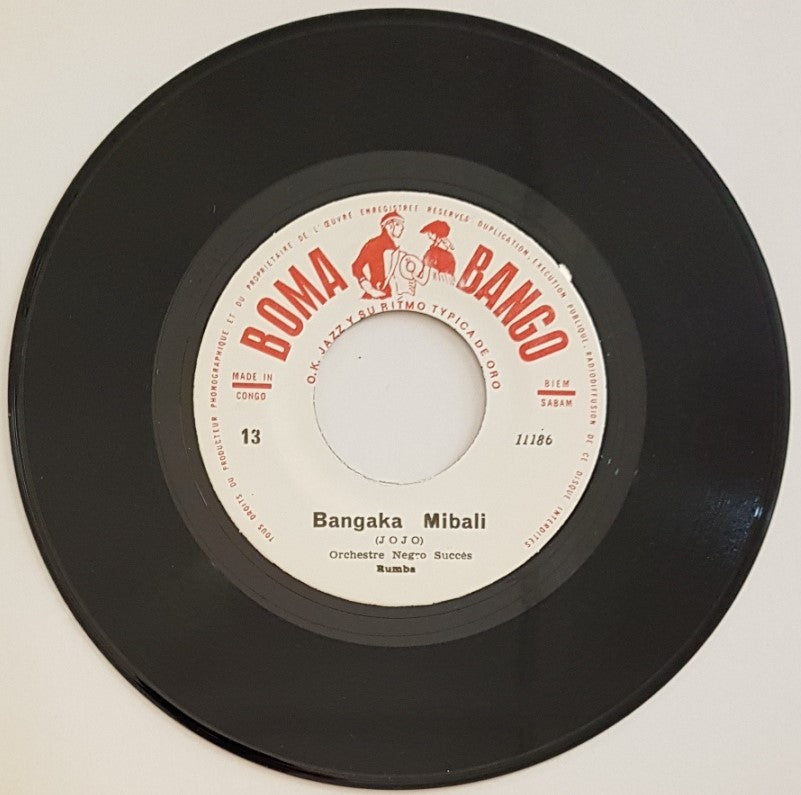 TOUS DROITS DU PRODUCTEUR PHONOGRAPHIQUE ET DU PROPRIETAIRE DE L'ŒUVRE ENREGISTREE RESERVES. DUPLICATION, EXECUTION PUBLIQUE, RADIODIFFUSION DE CE DISQUE INTERDITES
BOMA BANGO
O.K. JAZZ Y SU RITMO TYPICA DE ORO
MADE IN
CONGO
BIEM
SABAM
13
11186
Bangaka Mibali
(JOJO)
Orchestre Negro Succès
Rumba